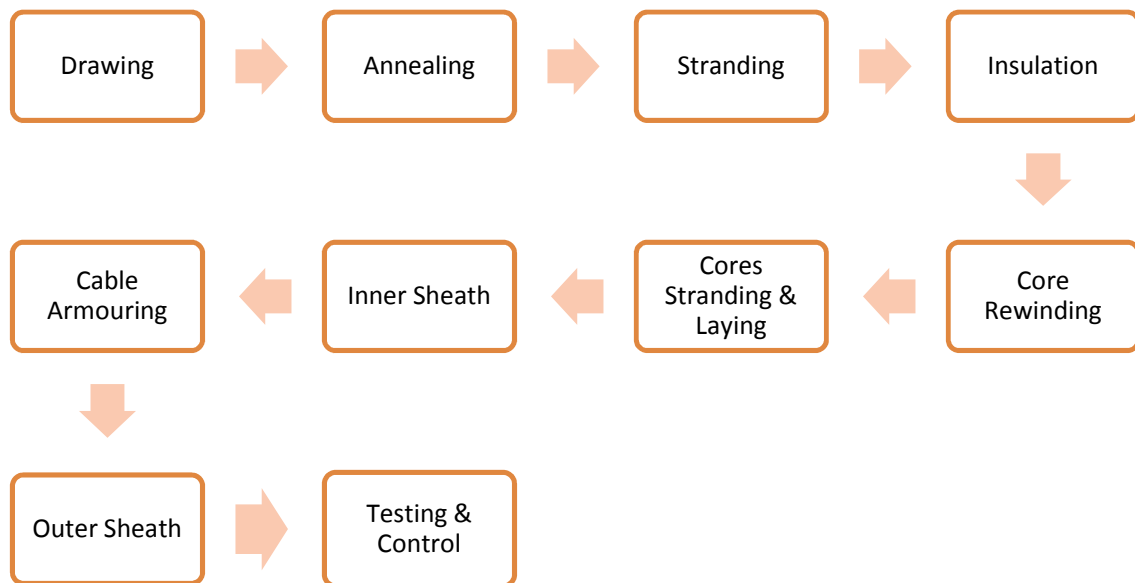 Drawing
Annealing
Stranding
Insulation
Core
Rewinding
Cores
Stranding &
Laying
Inner Sheath
Cable
Armouring
Outer Sheath
Testing &
Control